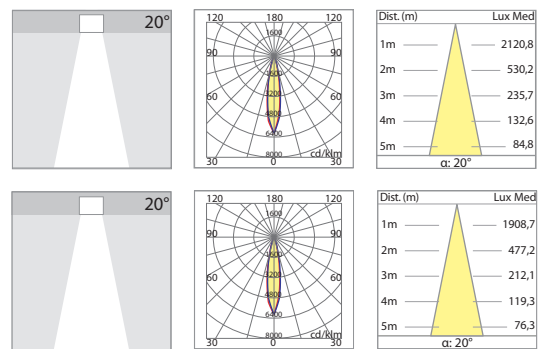 20°
120 180 120
1600
90 90
1600
3200
60 60
4800
6400
8000 cd/klm
30 0 30
Dist. (m) Lux Med
1m 2120,8
2m 530,2
3m 235,7
4m 132,6
5m 84,8
α: 20°
20°
120 180 120
1600
90 90
1600
3200
60 60
4800
6400
8000 cd/klm
30 0 30
Dist. (m) Lux Med
1m 1908,7
2m 477,2
3m 212,1
4m 119,3
5m 76,3
α: 20°